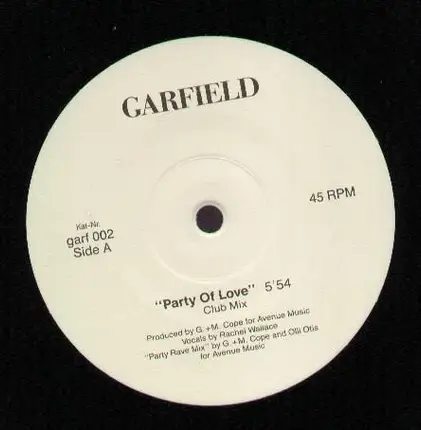 GARFIELD
45 RPM
Kat-Nr.
garf 002
Side A
"Party Of Love" 5'54
Club Mix
Produced by G. + M. Cope for Avenue Music
Vocals by Rachel Wallace
"Party Rave Mix" by G. + M. Cope and Olli Otis
for Avenue Music